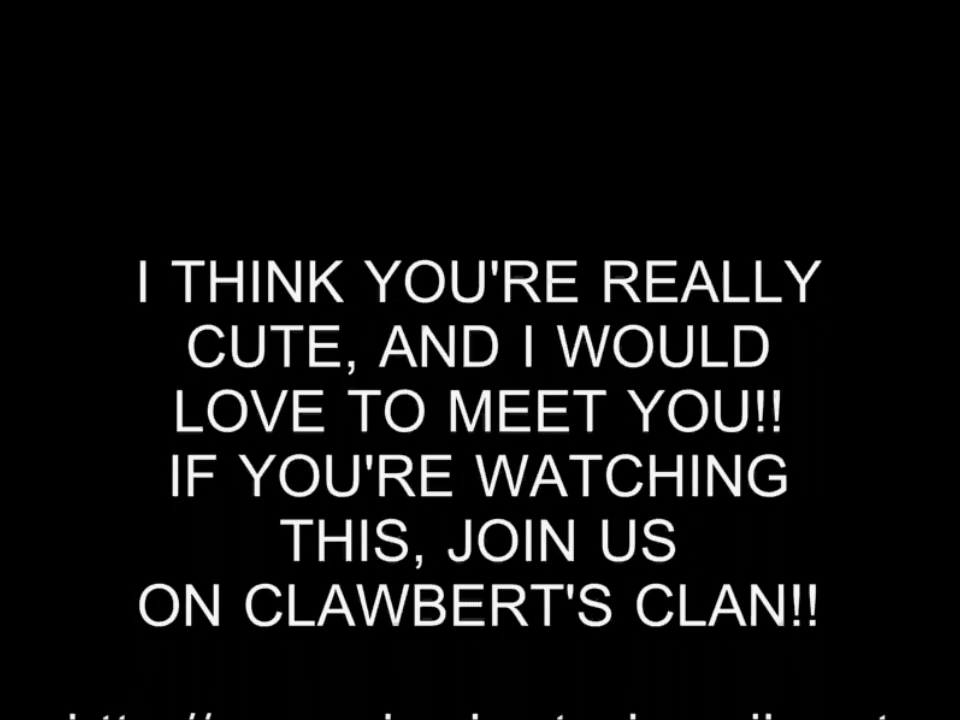 I THINK YOU'RE REALLY
CUTE, AND I WOULD
LOVE TO MEET YOU!!
IF YOU'RE WATCHING
THIS, JOIN US
ON CLAWBERT'S CLAN!!